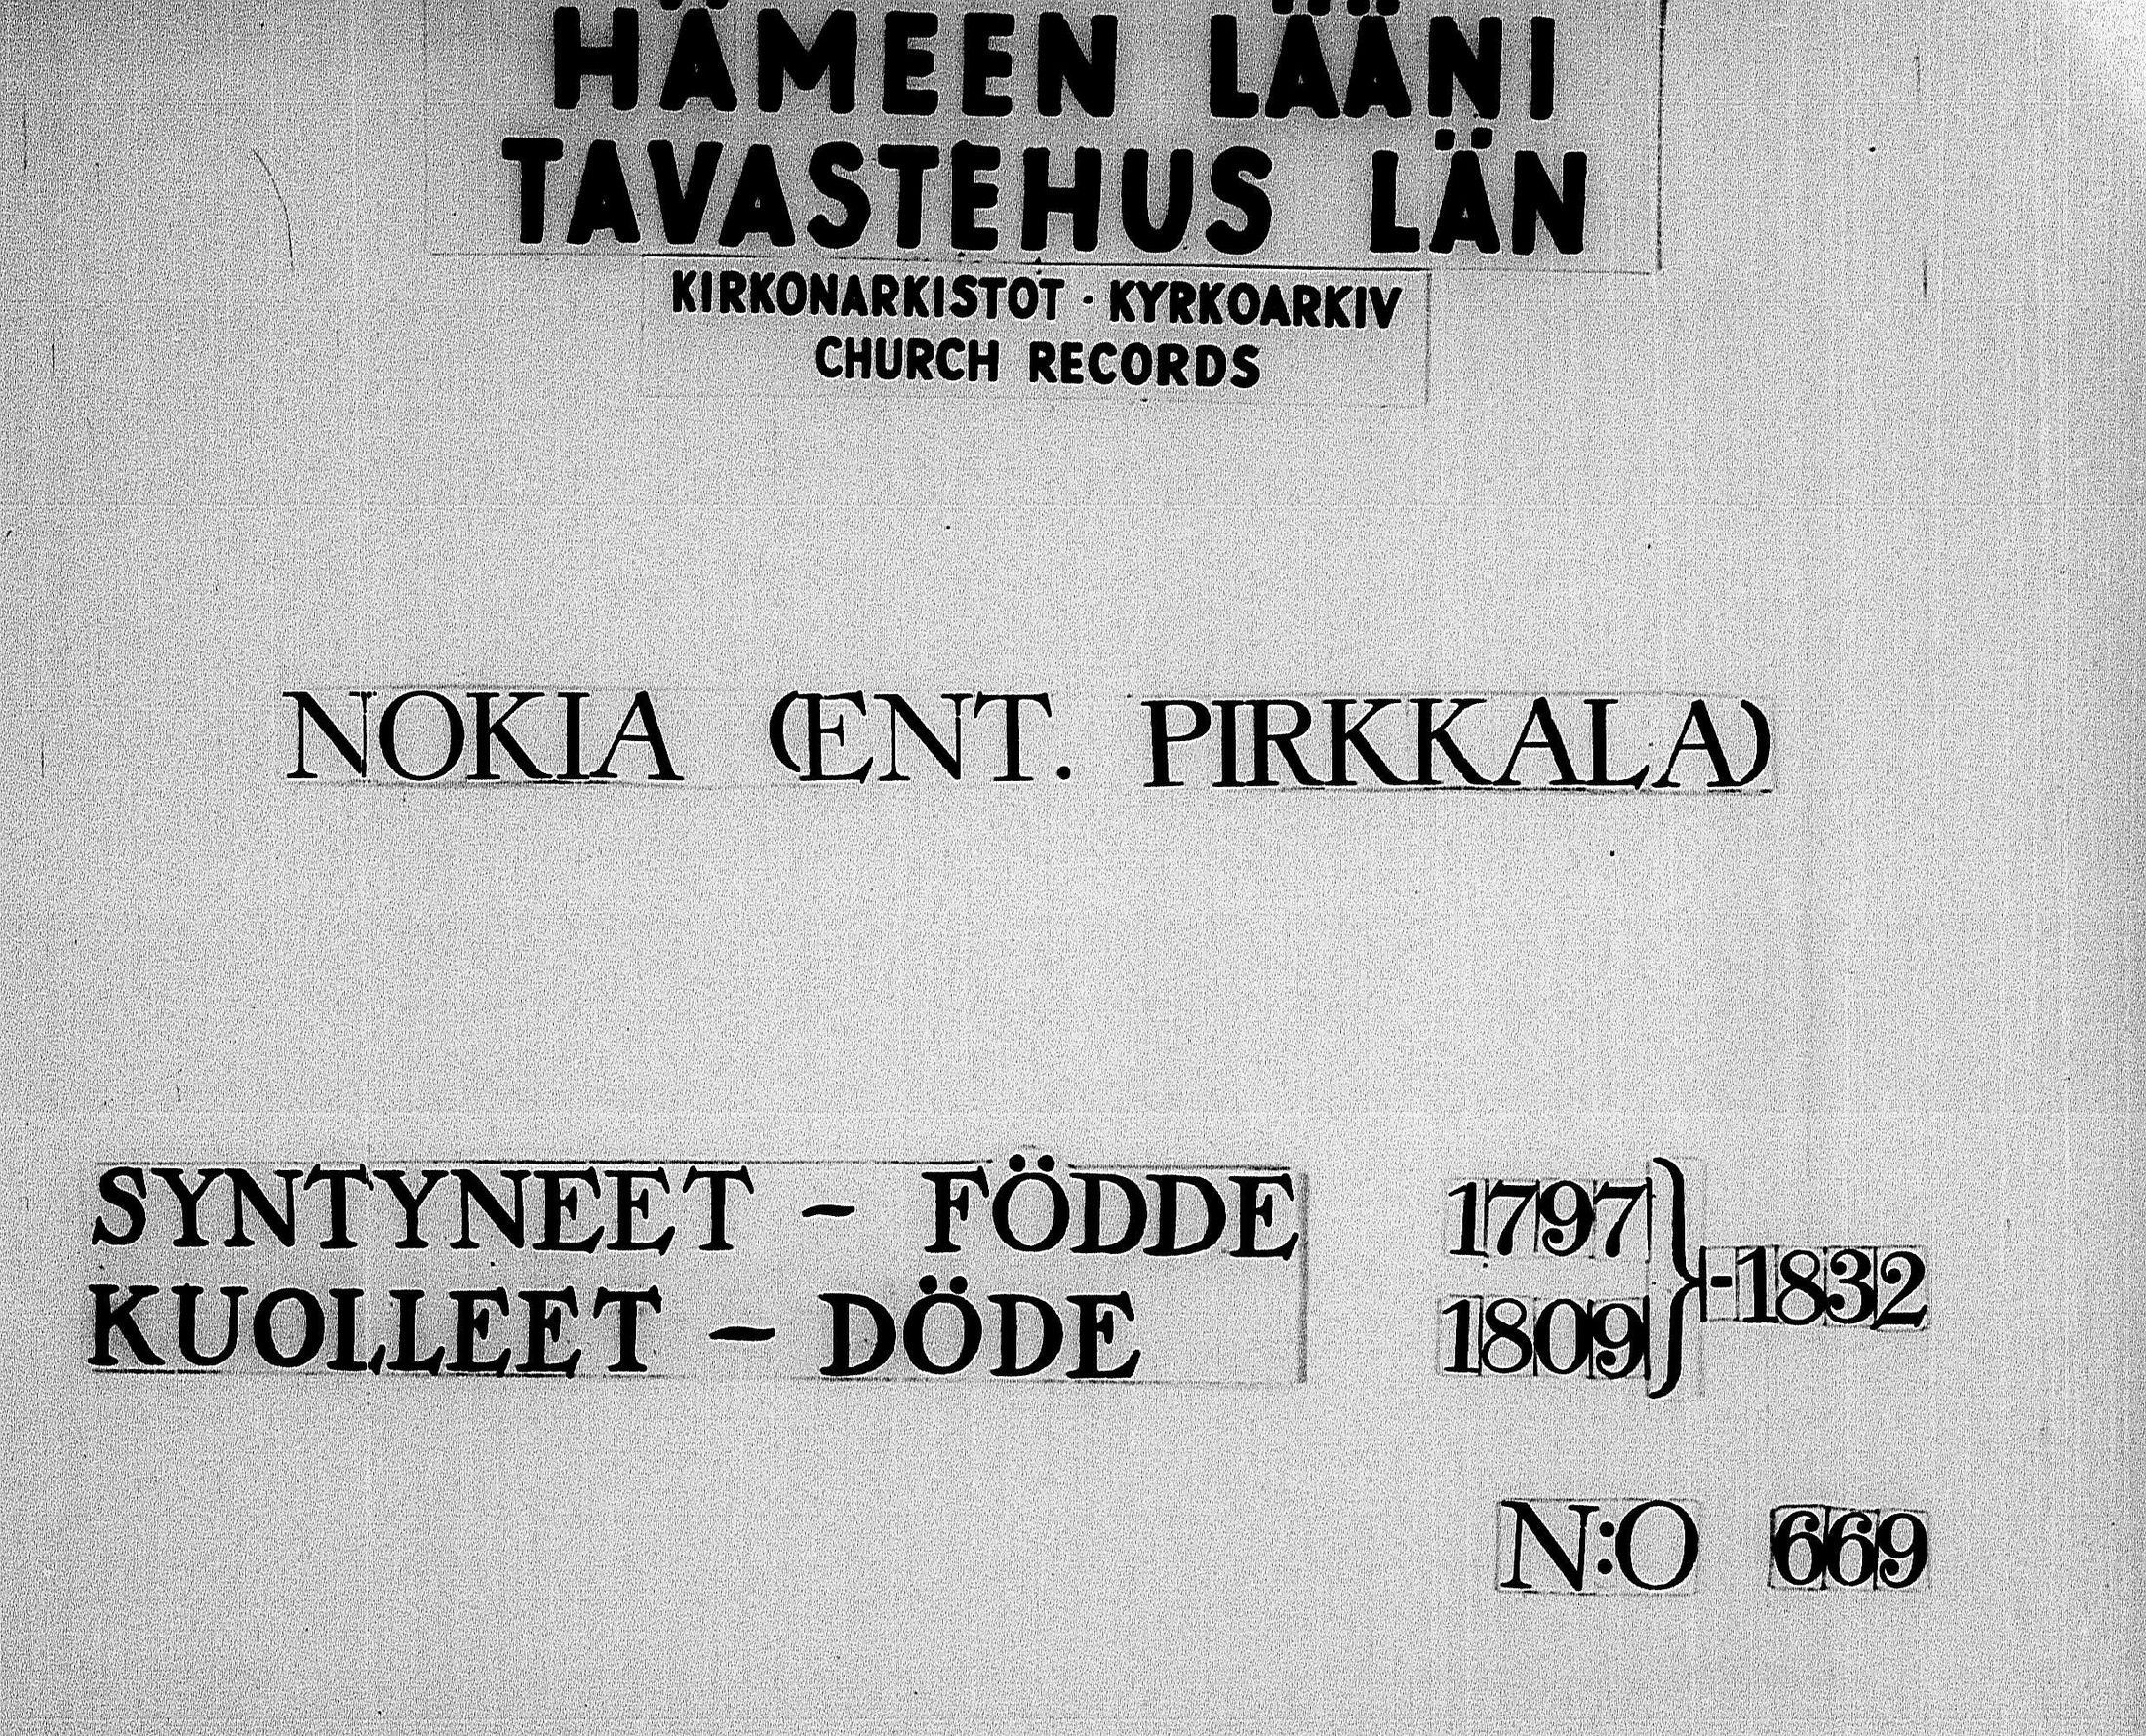 HÄMEEN LÄÄNI
TAVASTEHUS LÄN
KIRKONARKISTOT · KYRKOARKIV
CHURCH RECORDS
NOKIA (ENT. PIRKKALA)
SYNTYNEET - FÖDDE 1797
KUOLLEET - DÖDE 1809
} -1832
N:O 669